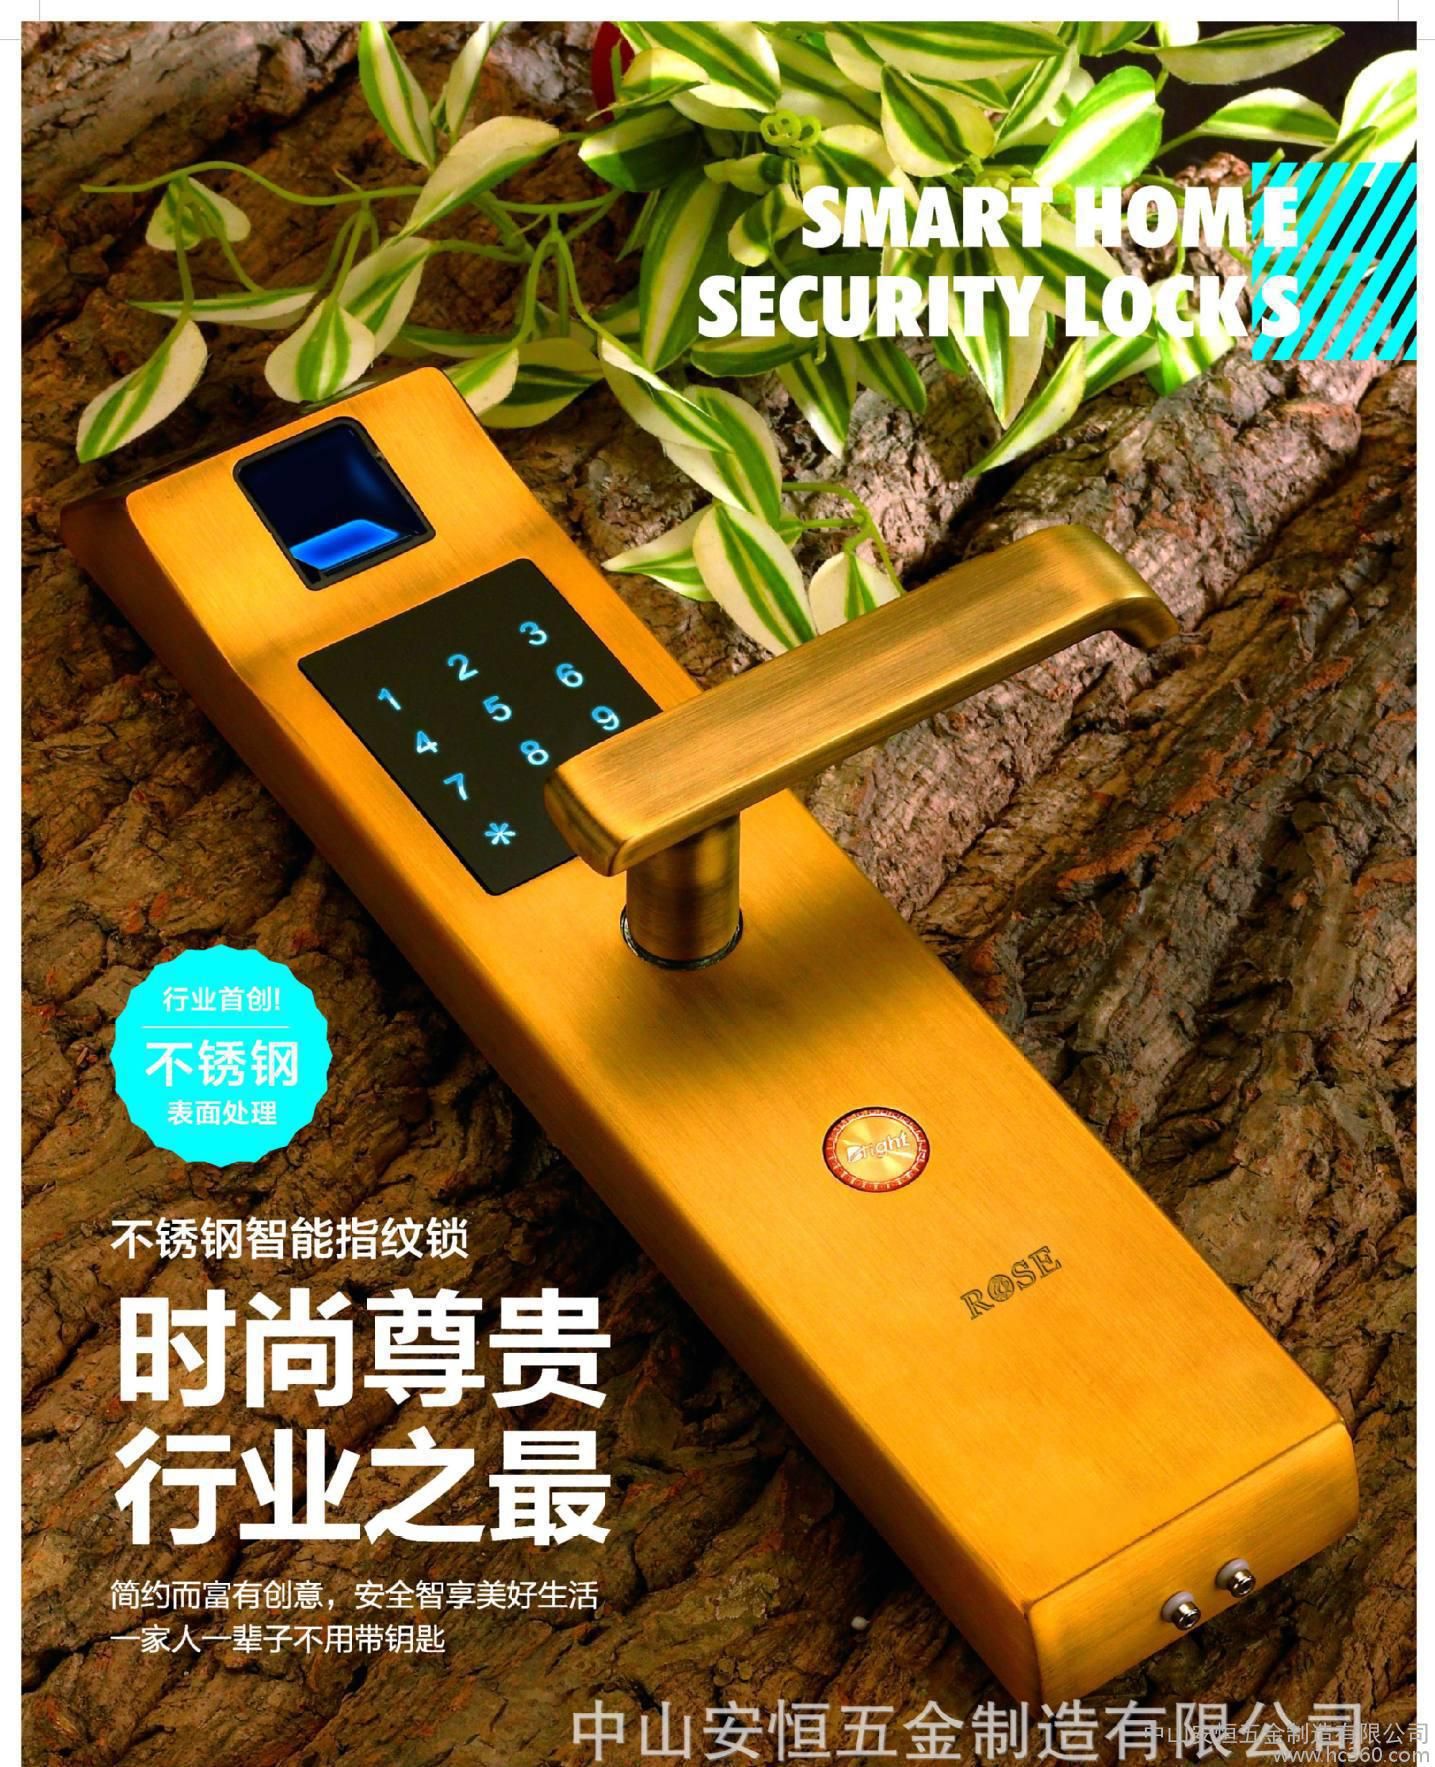 SMART HOME
SECURITY LOCKS
1 2 3
4 5 6
7 8 9
*
行业首创!
不锈钢
表面处理
Bright
ROSE
不锈钢智能指纹锁
时尚尊贵
行业之最
简约而富有创意，安全智享美好生活
一家人一辈子不用带钥匙
中山安恒五金制造有限公司
中山安恒五金制造有限公司
www.hc360.com